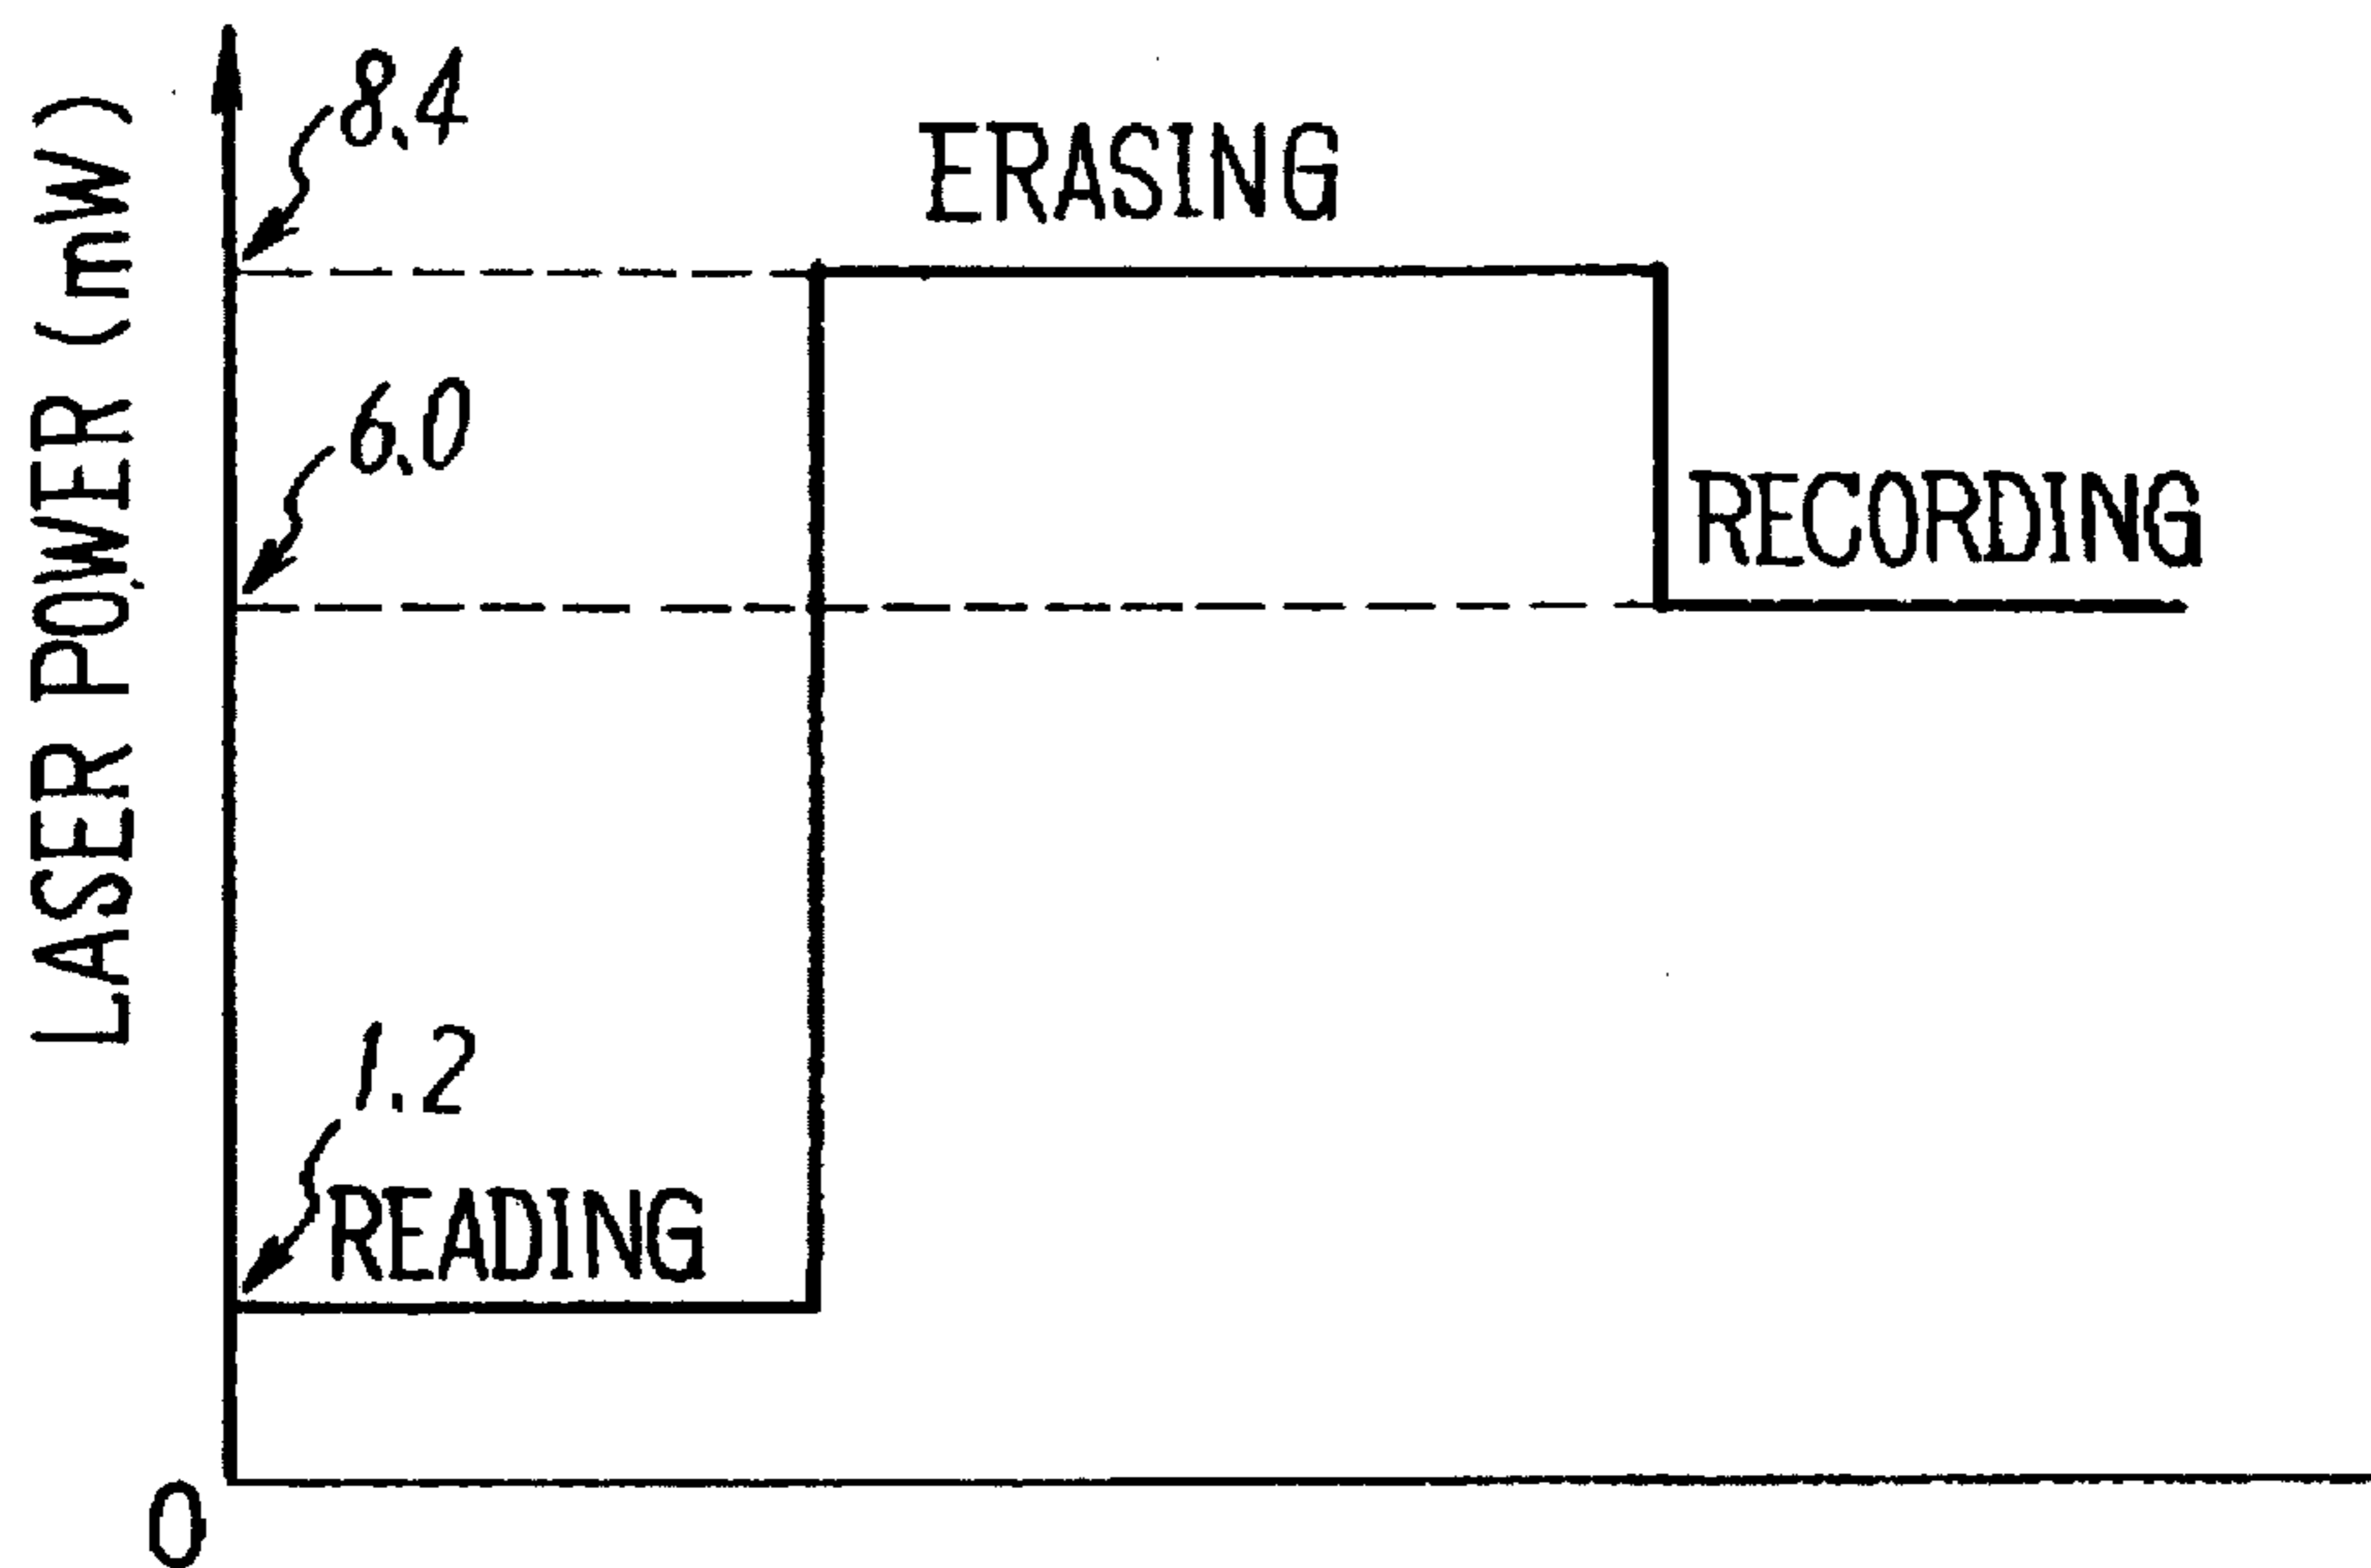 LASER POWER (mW)
8.4
ERASING
6.0
RECORDING
1.2
READING
0